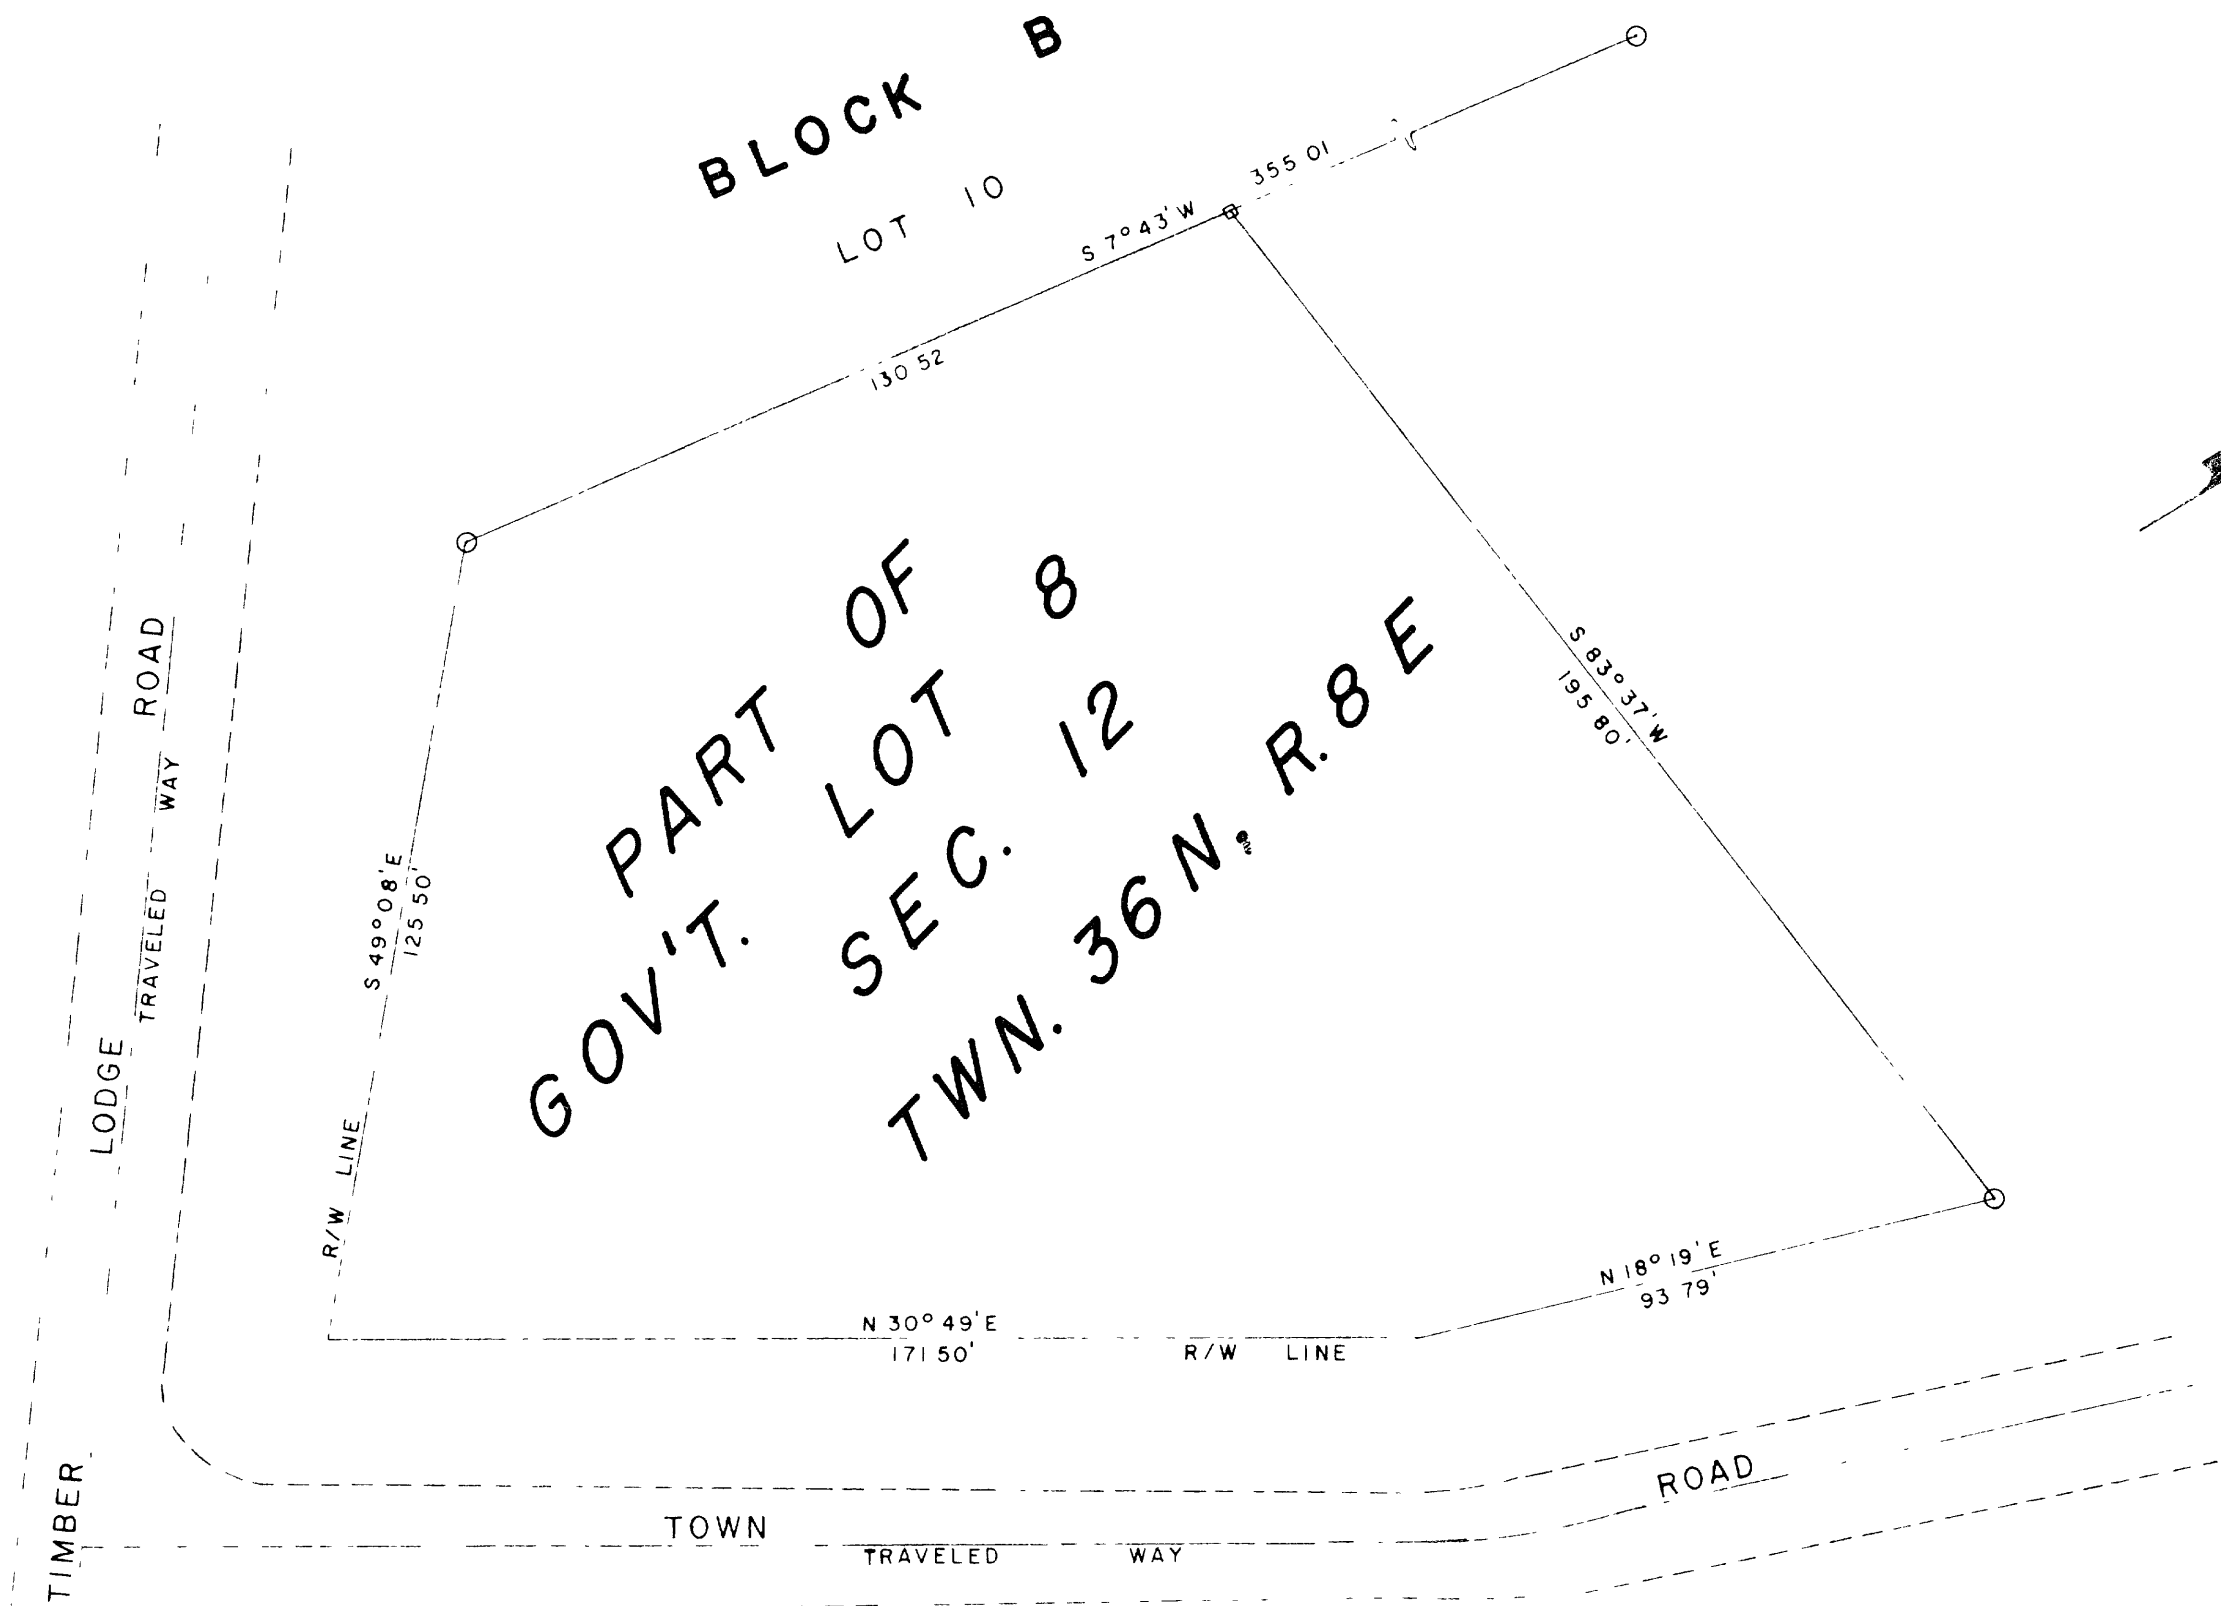 BLOCK B
LOT 10
355 01
S 7° 43' W
130 52
S 83° 37' W
195 80'
PART OF
GOV'T. LOT 8
SEC. 12
TWN. 36 N. R. 8 E
S 49° 08' E
125 50'
R/W LINE
N 30° 49' E
171 50'
R/W LINE
N 18° 19' E
93 79'
TIMBER LODGE ROAD
TRAVELED WAY
TOWN ROAD
TRAVELED WAY